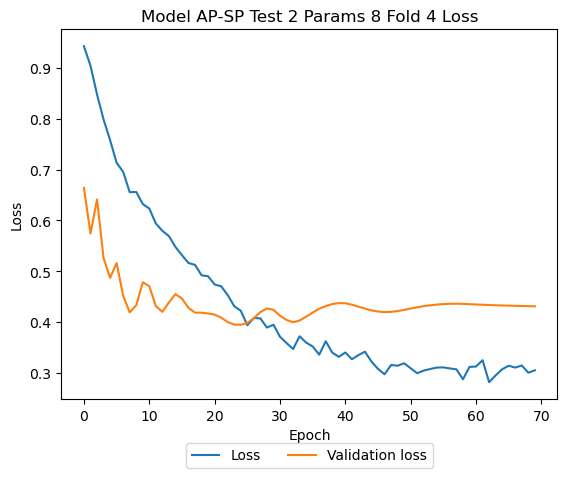 Model AP-SP Test 2 Params 8 Fold 4 Loss
0.9
0.8
0.7
0.6
0.5
0.4
0.3
Loss
0 10 20 30 40 50 60 70
Epoch
Loss Validation loss